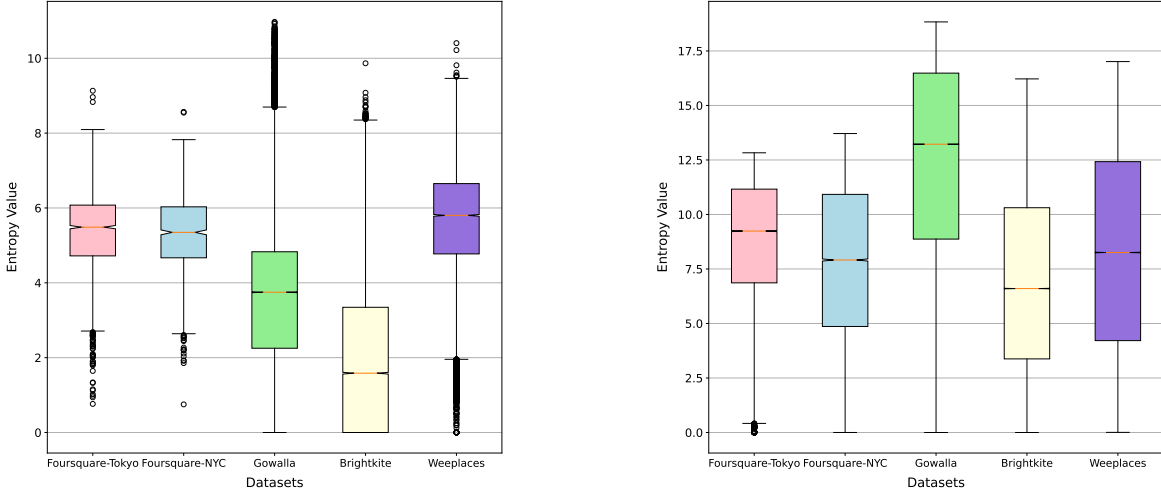 Entropy Value
10
8
6
4
2
0
Foursquare-Tokyo Foursquare-NYC Gowalla Brightkite Weeplaces
Datasets
Entropy Value
17.5
15.0
12.5
10.0
7.5
5.0
2.5
0.0
Foursquare-Tokyo Foursquare-NYC Gowalla Brightkite Weeplaces
Datasets